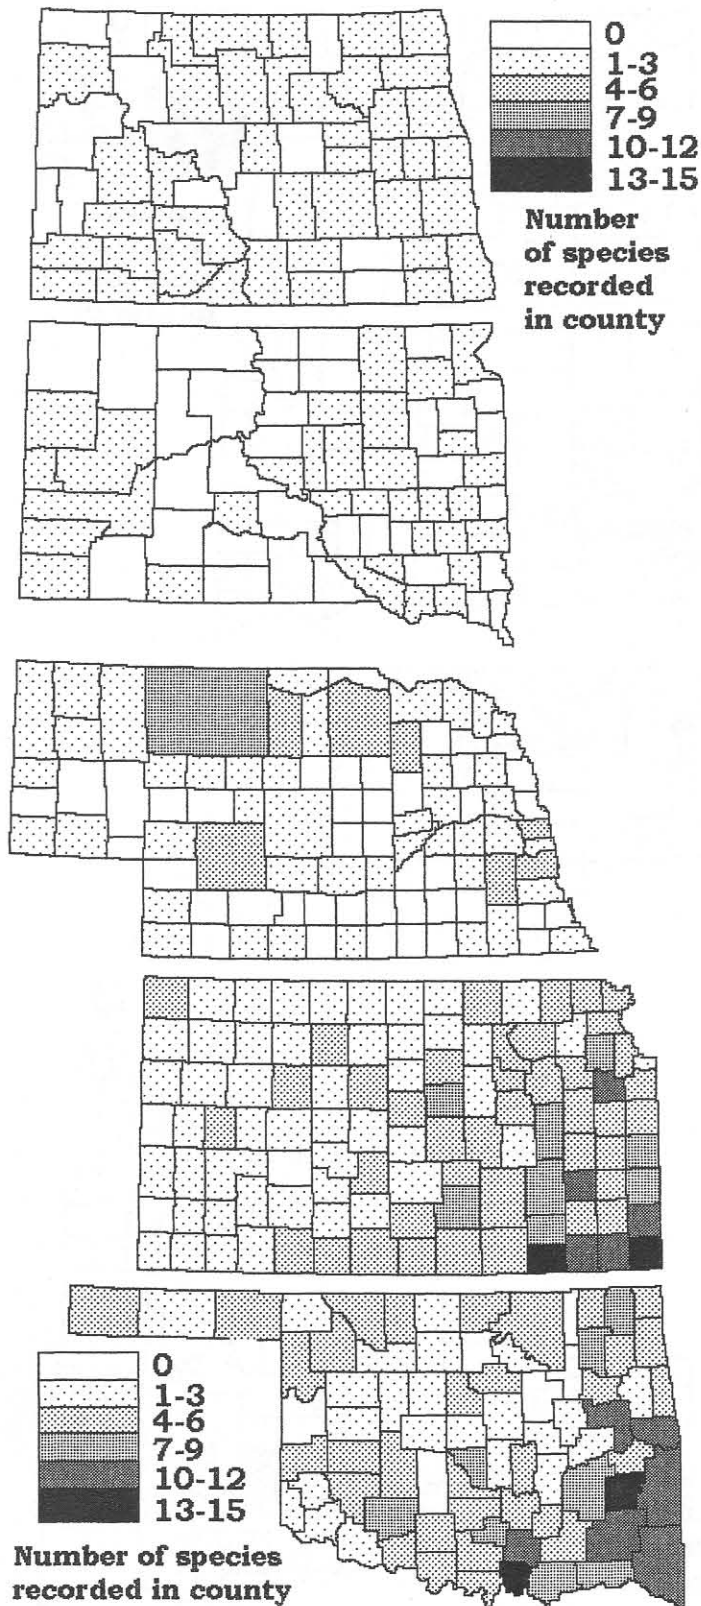 0
1-3
4-6
7-9
10-12
13-15
Number
of species
recorded
in county
0
1-3
4-6
7-9
10-12
13-15
Number of species
recorded in county